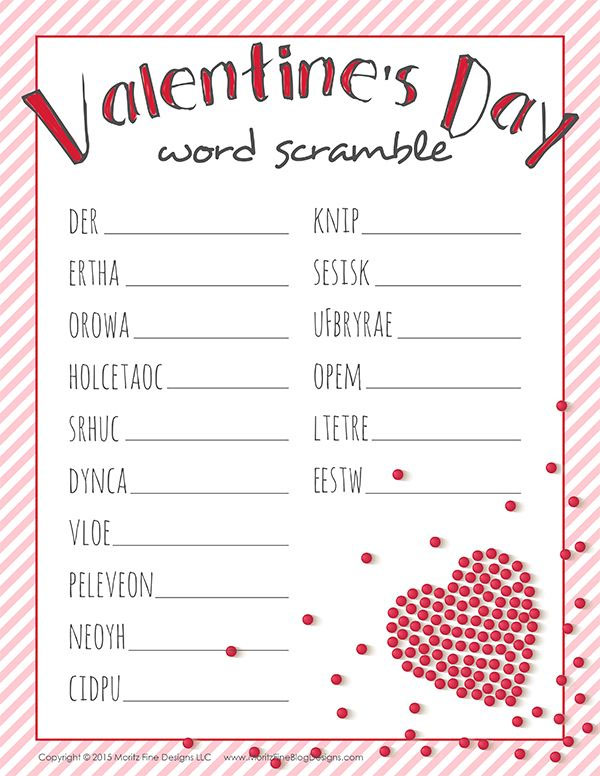 Valentine's Day
word scramble
DER
ERTHA
OROWA
HOLCETAOC
SRHUC
DYNCA
VLOE
PELEVEON
NEOYH
CIDPU
KNIP
SESISK
UFBRYRAE
OPEM
LTETRE
EESTW
Copyright © 2015 Moritz Fine Designs LLC www.MoritzFineBlogDesigns.com